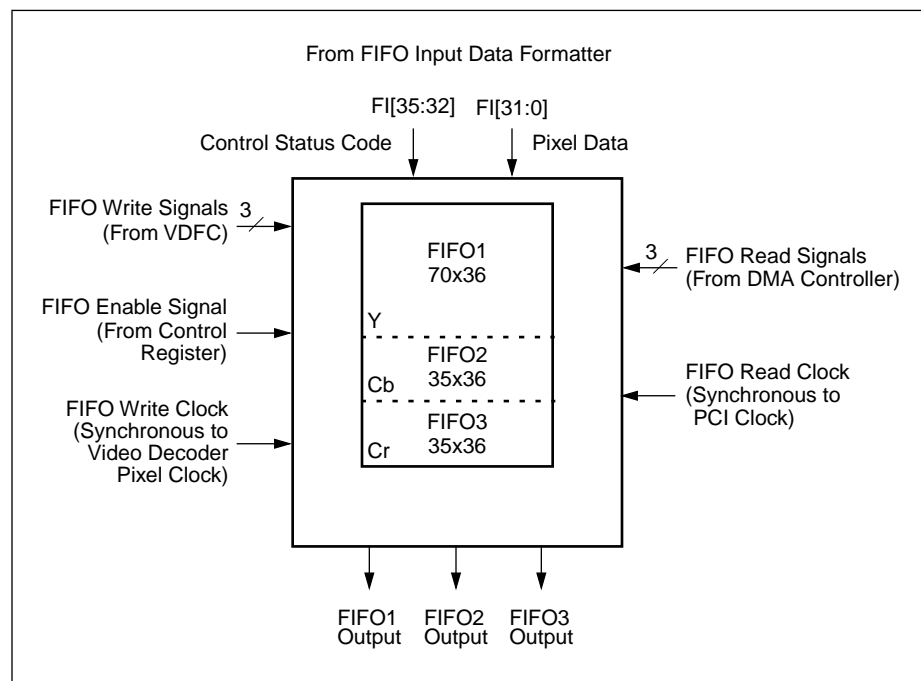 From FIFO Input Data Formatter
FI[35:32] FI[31:0]
Control Status Code
Pixel Data
FIFO Write Signals
(From VDFC)
3
FIFO Enable Signal
(From Control
Register)
FIFO Write Clock
(Synchronous to
Video Decoder
Pixel Clock)
FIFO1
70x36
Y
FIFO2
35x36
Cb
FIFO3
35x36
Cr
3
FIFO Read Signals
(From DMA Controller)
FIFO Read Clock
(Synchronous to
PCI Clock)
FIFO1
Output
FIFO2
Output
FIFO3
Output